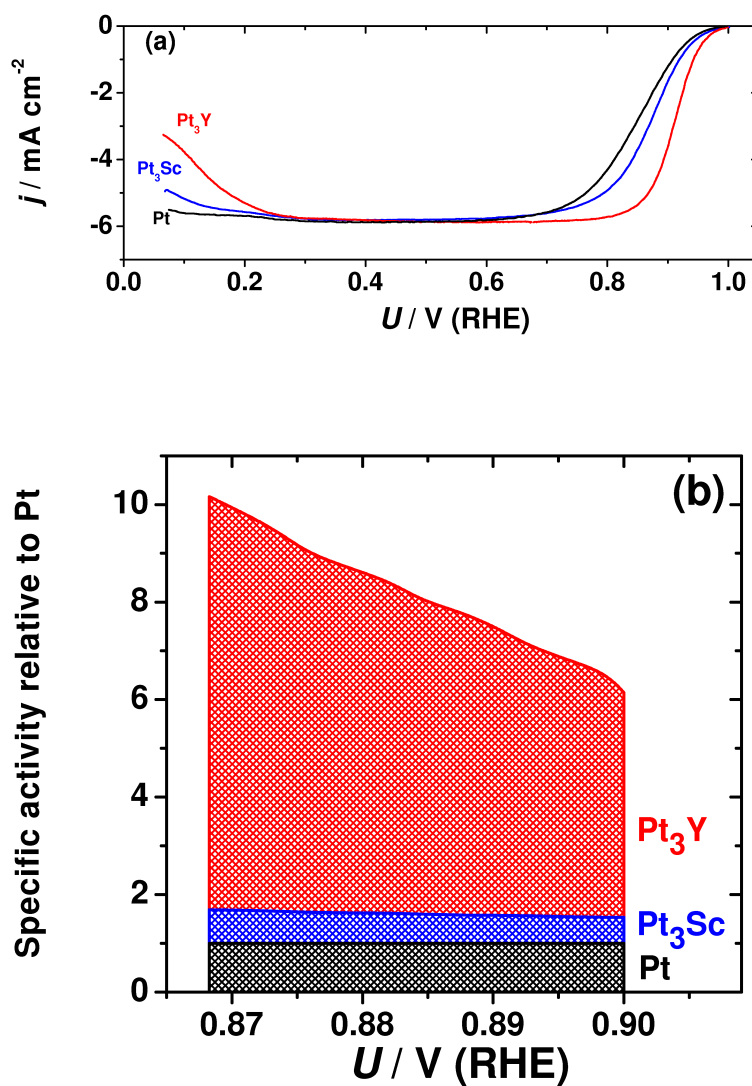 (a)
0
-2
-4
-6
j / mA cm⁻²
Pt₃Y
Pt₃Sc
Pt
0.0 0.2 0.4 0.6 0.8 1.0
U / V (RHE)
(b)
10
8
6
4
2
0
Specific activity relative to Pt
Pt₃Y
Pt₃Sc
Pt
0.87 0.88 0.89 0.90
U / V (RHE)